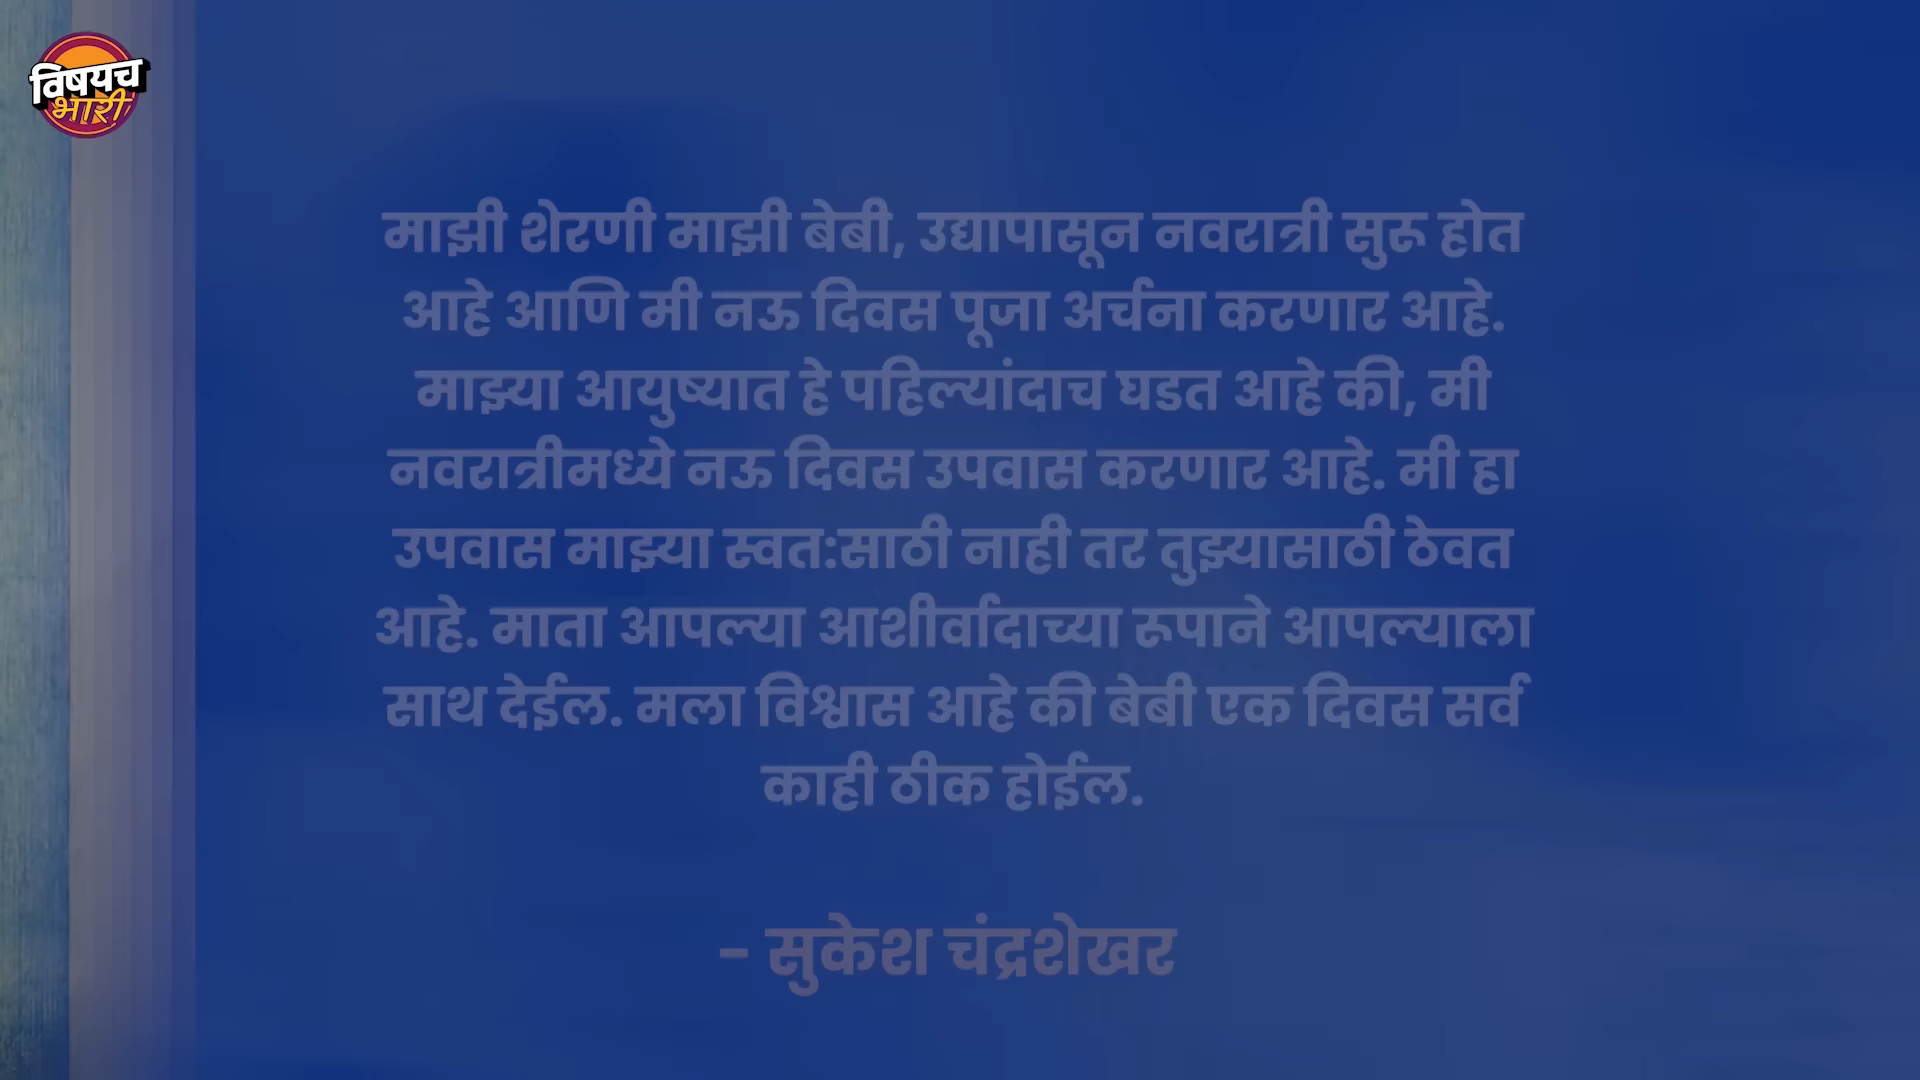 विषयच
भारी
माझी शेरणी माझी बेबी, उद्यापासून नवरात्री सुरू होत
आहे आणि मी नऊ दिवस पूजा अर्चना करणार आहे.
माझ्या आयुष्यात हे पहिल्यांदाच घडत आहे की, मी
नवरात्रीमध्ये नऊ दिवस उपवास करणार आहे. मी हा
उपवास माझ्या स्वत:साठी नाही तर तुझ्यासाठी ठेवत
आहे. माता आपल्या आशीर्वादाच्या रूपाने आपल्याला
साथ देईल. मला विश्वास आहे की बेबी एक दिवस सर्व
काही ठीक होईल.
- सुकेश चंद्रशेखर